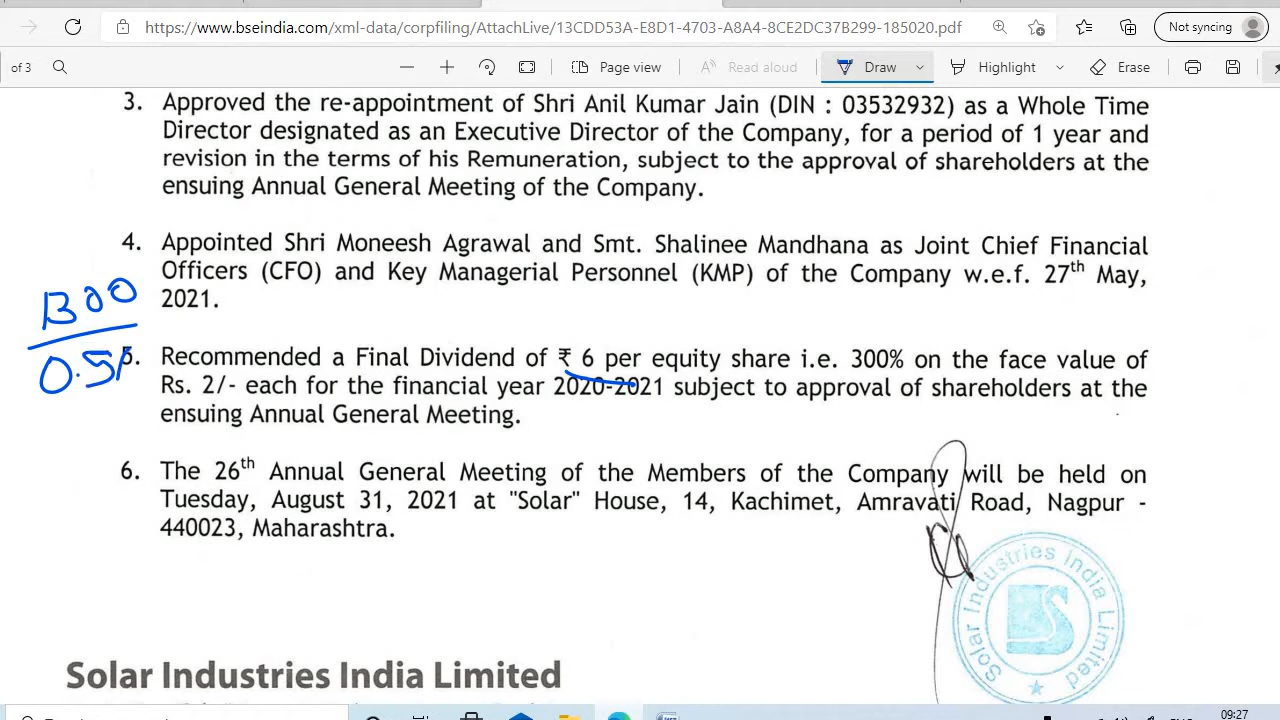 https://www.bseindia.com/xml-data/corpfiling/AttachLive/13CDD53A-E8D1-4703-A8A4-8CE2DC37B299-185020.pdf
Not syncing
of 3
Page view
Read aloud
Draw
Highlight
Erase
3. Approved the re-appointment of Shri Anil Kumar Jain (DIN : 03532932) as a Whole Time
Director designated as an Executive Director of the Company, for a period of 1 year and
revision in the terms of his Remuneration, subject to the approval of shareholders at the
ensuing Annual General Meeting of the Company.
4. Appointed Shri Moneesh Agrawal and Smt. Shalinee Mandhana as Joint Chief Financial
Officers (CFO) and Key Managerial Personnel (KMP) of the Company w.e.f. 27th May,
2021.
1300
0.5/
5. Recommended a Final Dividend of ₹ 6 per equity share i.e. 300% on the face value of
Rs. 2/- each for the financial year 2020-2021 subject to approval of shareholders at the
ensuing Annual General Meeting.
6. The 26th Annual General Meeting of the Members of the Company will be held on
Tuesday, August 31, 2021 at "Solar" House, 14, Kachimet, Amravati Road, Nagpur -
440023, Maharashtra.
Solar Industries India Limited
Solar Industries India Limited
09:27